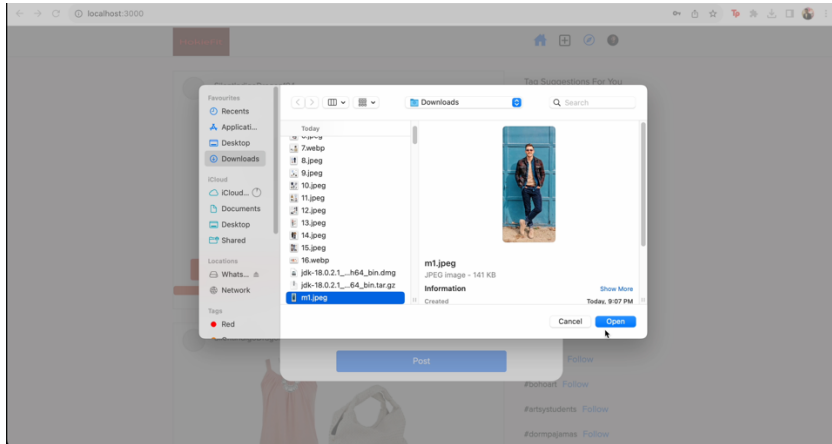 localhost:3000
Tag Suggestions For You
Favourites
Recents
Applicati...
Desktop
Downloads
iCloud
iCloud...
Documents
Desktop
Shared
Locations
Whats...
Network
Tags
Red
Downloads
Search
Today
7.webp
8.jpeg
9.jpeg
10.jpeg
11.jpeg
12.jpeg
13.jpeg
14.jpeg
15.jpeg
16.webp
jdk-18.0.2.1_...h64_bin.dmg
jdk-18.0.2.1_...64_bin.tar.gz
m1.jpeg
m1.jpeg
JPEG image - 141 KB
Information Show More
Created Today, 9:07 PM
Cancel Open
Post
Follow
#bohoart Follow
#artsystudents Follow
#dormpajamas Follow